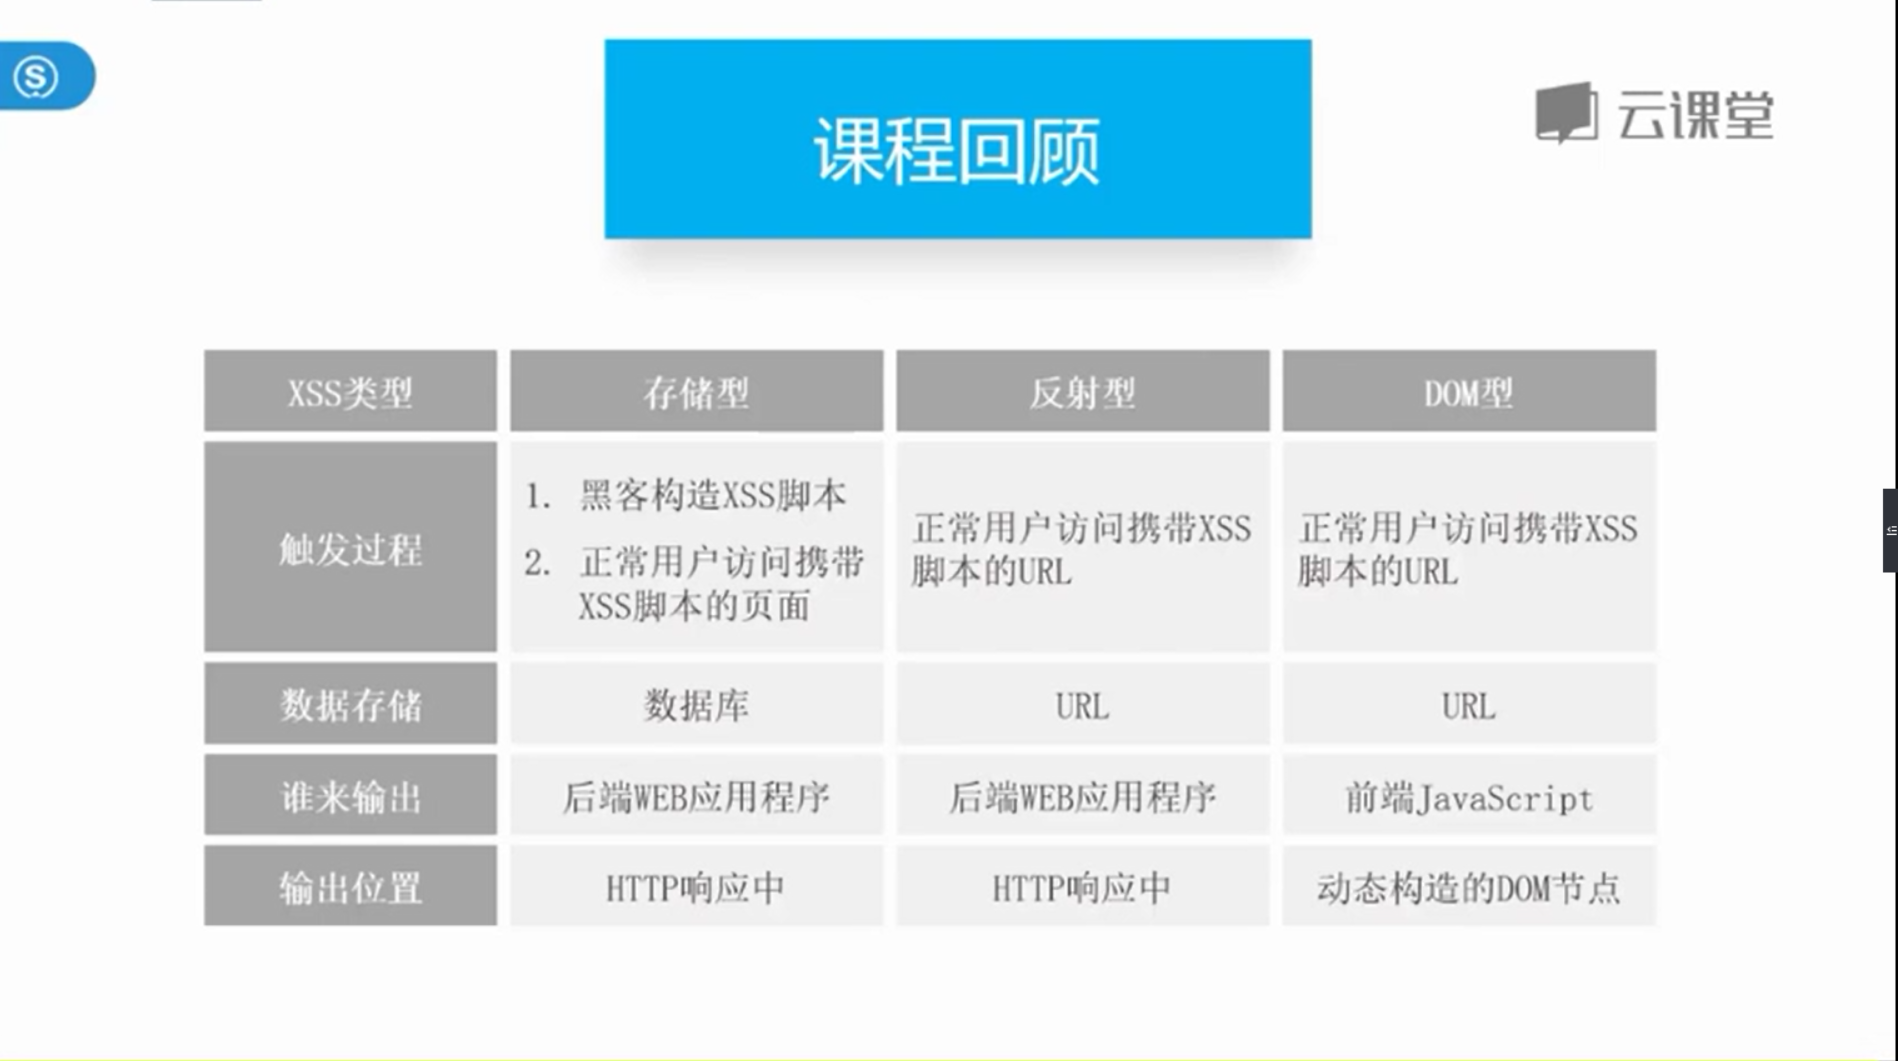 S
云课堂
课程回顾
XSS类型
存储型
反射型
DOM型
触发过程
1. 黑客构造XSS脚本
2. 正常用户访问携带
XSS脚本的页面
正常用户访问携带XSS
脚本的URL
正常用户访问携带XSS
脚本的URL
数据存储
数据库
URL
URL
谁来输出
后端WEB应用程序
后端WEB应用程序
前端JavaScript
输出位置
HTTP响应中
HTTP响应中
动态构造的DOM节点